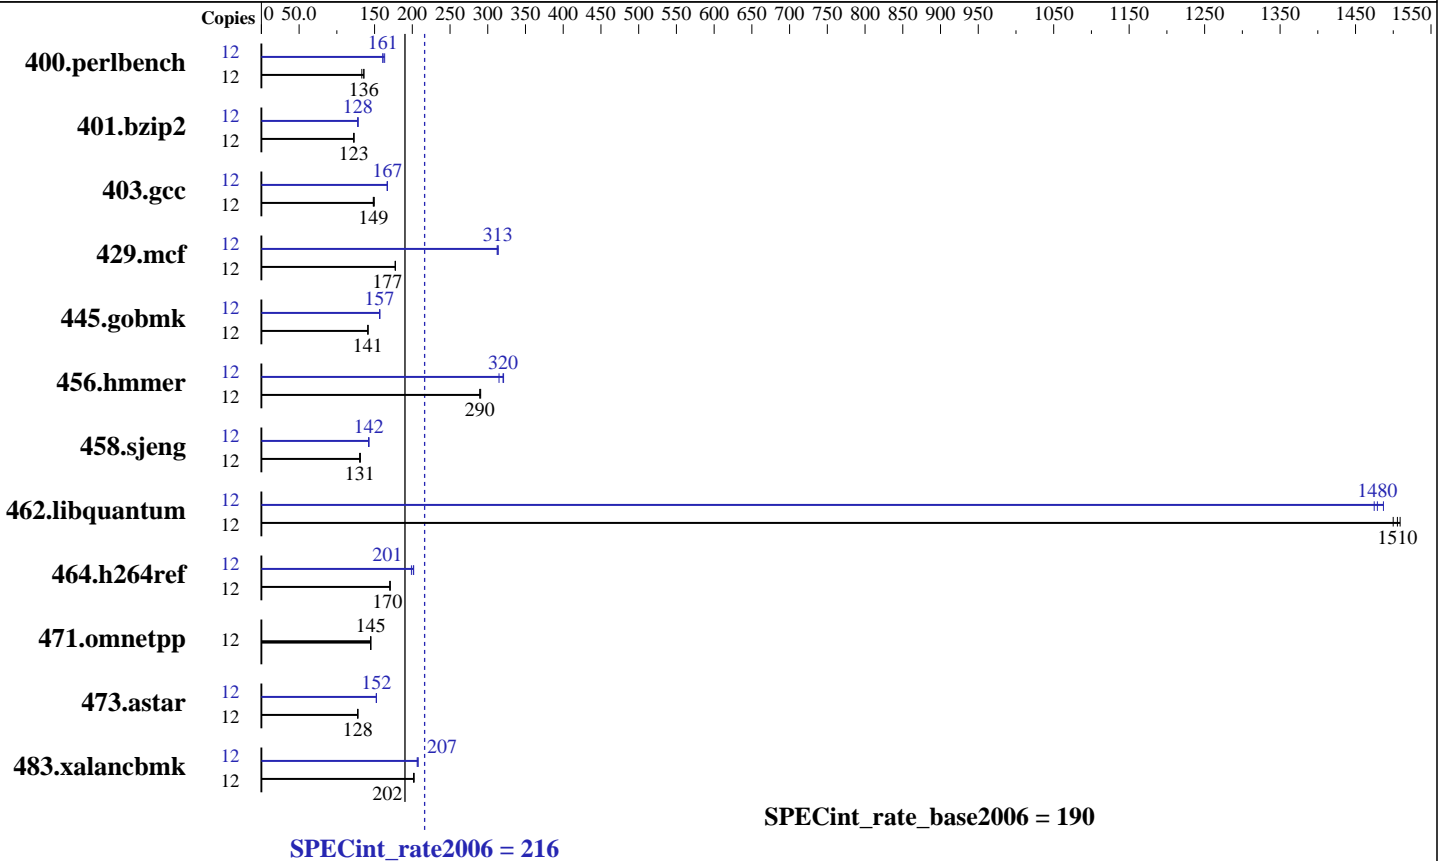 Copies 0 50.0 150 200 250 300 350 400 450 500 550 600 650 700 750 800 850 900 950 1050 1150 1250 1350 1450 1550
161
400.perlbench 12
12
136
128
401.bzip2 12
12
123
167
403.gcc 12
12
149
313
429.mcf 12
12
177
157
445.gobmk 12
12
141
320
456.hmmer 12
12
290
142
458.sjeng 12
12
131
1480
462.libquantum 12
12
1510
201
464.h264ref 12
12
170
145
471.omnetpp 12
152
473.astar 12
12
128
207
483.xalancbmk 12
12
202
SPECint_rate_base2006 = 190
SPECint_rate2006 = 216